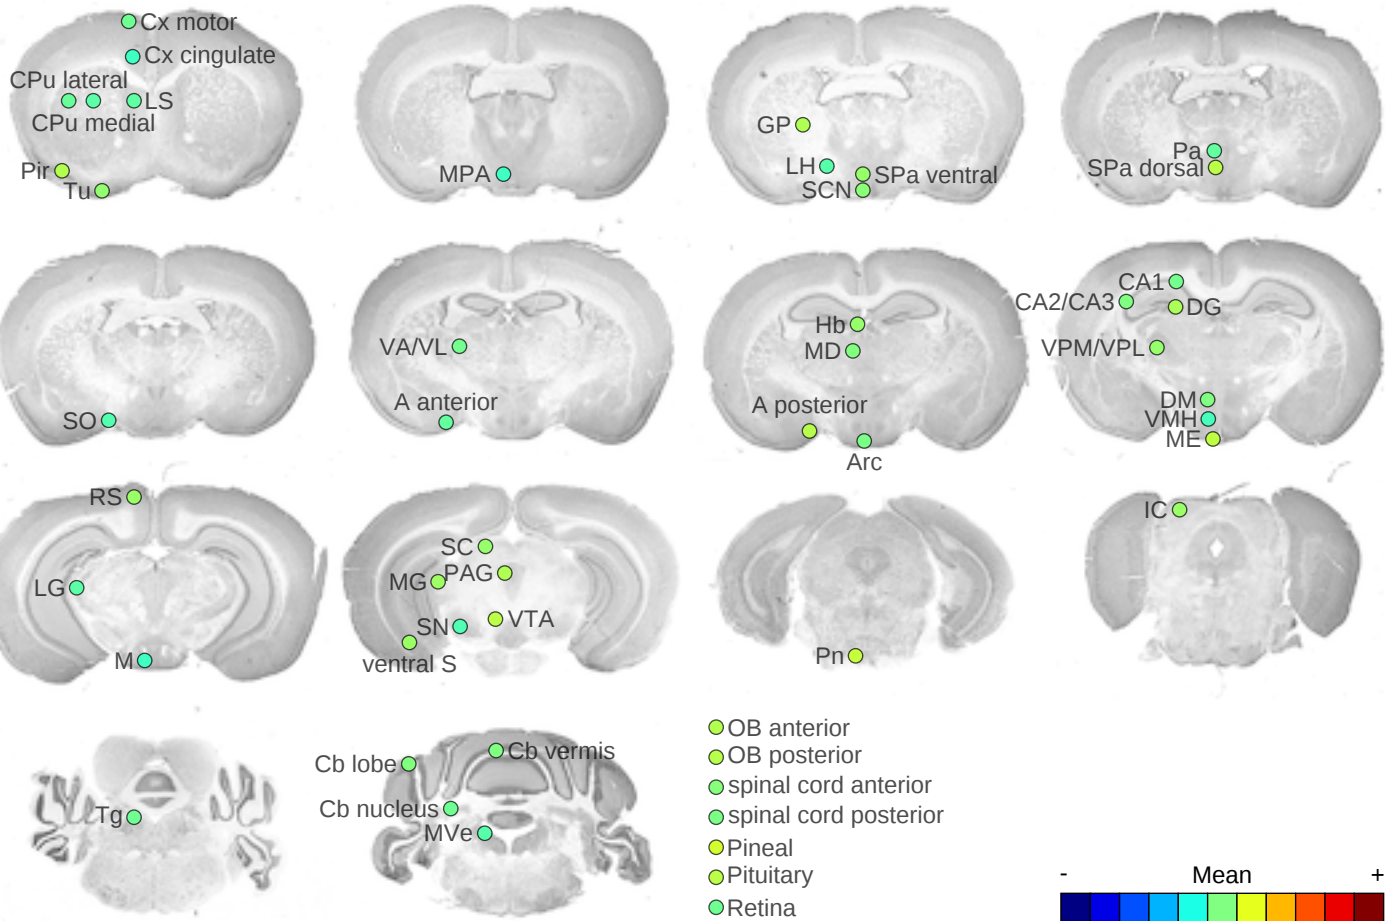 Cx motor
Cx cingulate
CPu lateral
LS
CPu medial
Pir
Tu
MPA
GP
LH
SPa ventral
SCN
Pa
SPa dorsal
SO
VA/VL
A anterior
Hb
MD
A posterior
Arc
CA1
CA2/CA3
DG
VPM/VPL
DM
VMH
ME
RS
LG
M
SC
MG
PAG
SN
VTA
ventral S
Pn
IC
Tg
Cb lobe
Cb vermis
Cb nucleus
MVe
OB anterior
OB posterior
spinal cord anterior
spinal cord posterior
Pineal
Pituitary
Retina
- Mean +